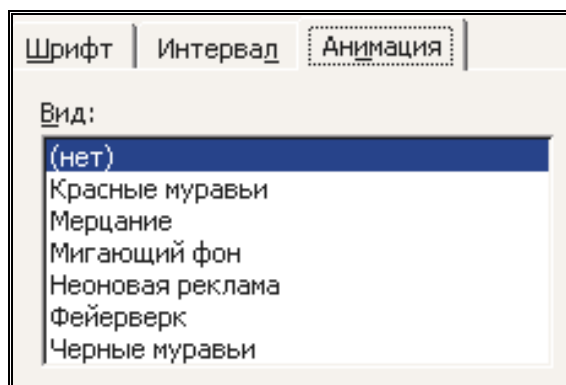 Шрифт Интервал Анимация
Вид:
(нет)
Красные муравьи
Мерцание
Мигающий фон
Неоновая реклама
Фейерверк
Черные муравьи